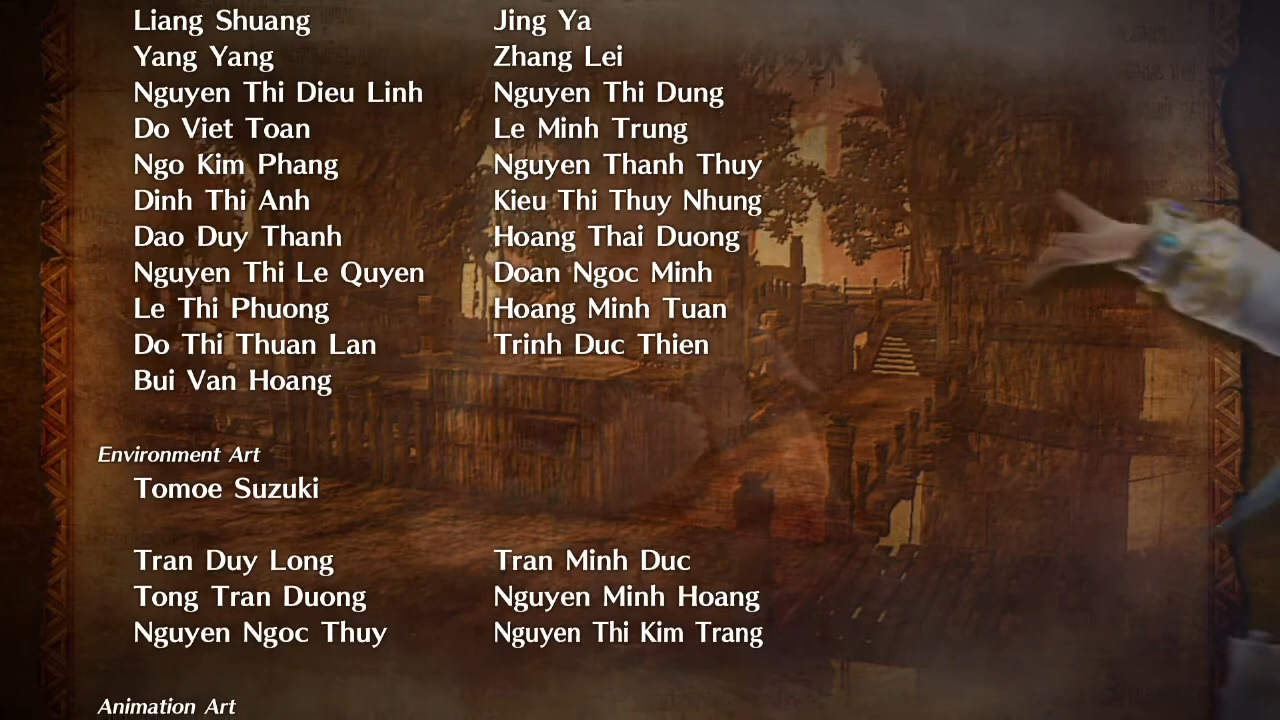 Liang Shuang Jing Ya
Yang Yang Zhang Lei
Nguyen Thi Dieu Linh Nguyen Thi Dung
Do Viet Toan Le Minh Trung
Ngo Kim Phang Nguyen Thanh Thuy
Dinh Thi Anh Kieu Thi Thuy Nhung
Dao Duy Thanh Hoang Thai Duong
Nguyen Thi Le Quyen Doan Ngoc Minh
Le Thi Phuong Hoang Minh Tuan
Do Thi Thuan Lan Trinh Duc Thien
Bui Van Hoang
Environment Art
Tomoe Suzuki
Tran Duy Long Tran Minh Duc
Tong Tran Duong Nguyen Minh Hoang
Nguyen Ngoc Thuy Nguyen Thi Kim Trang
Animation Art